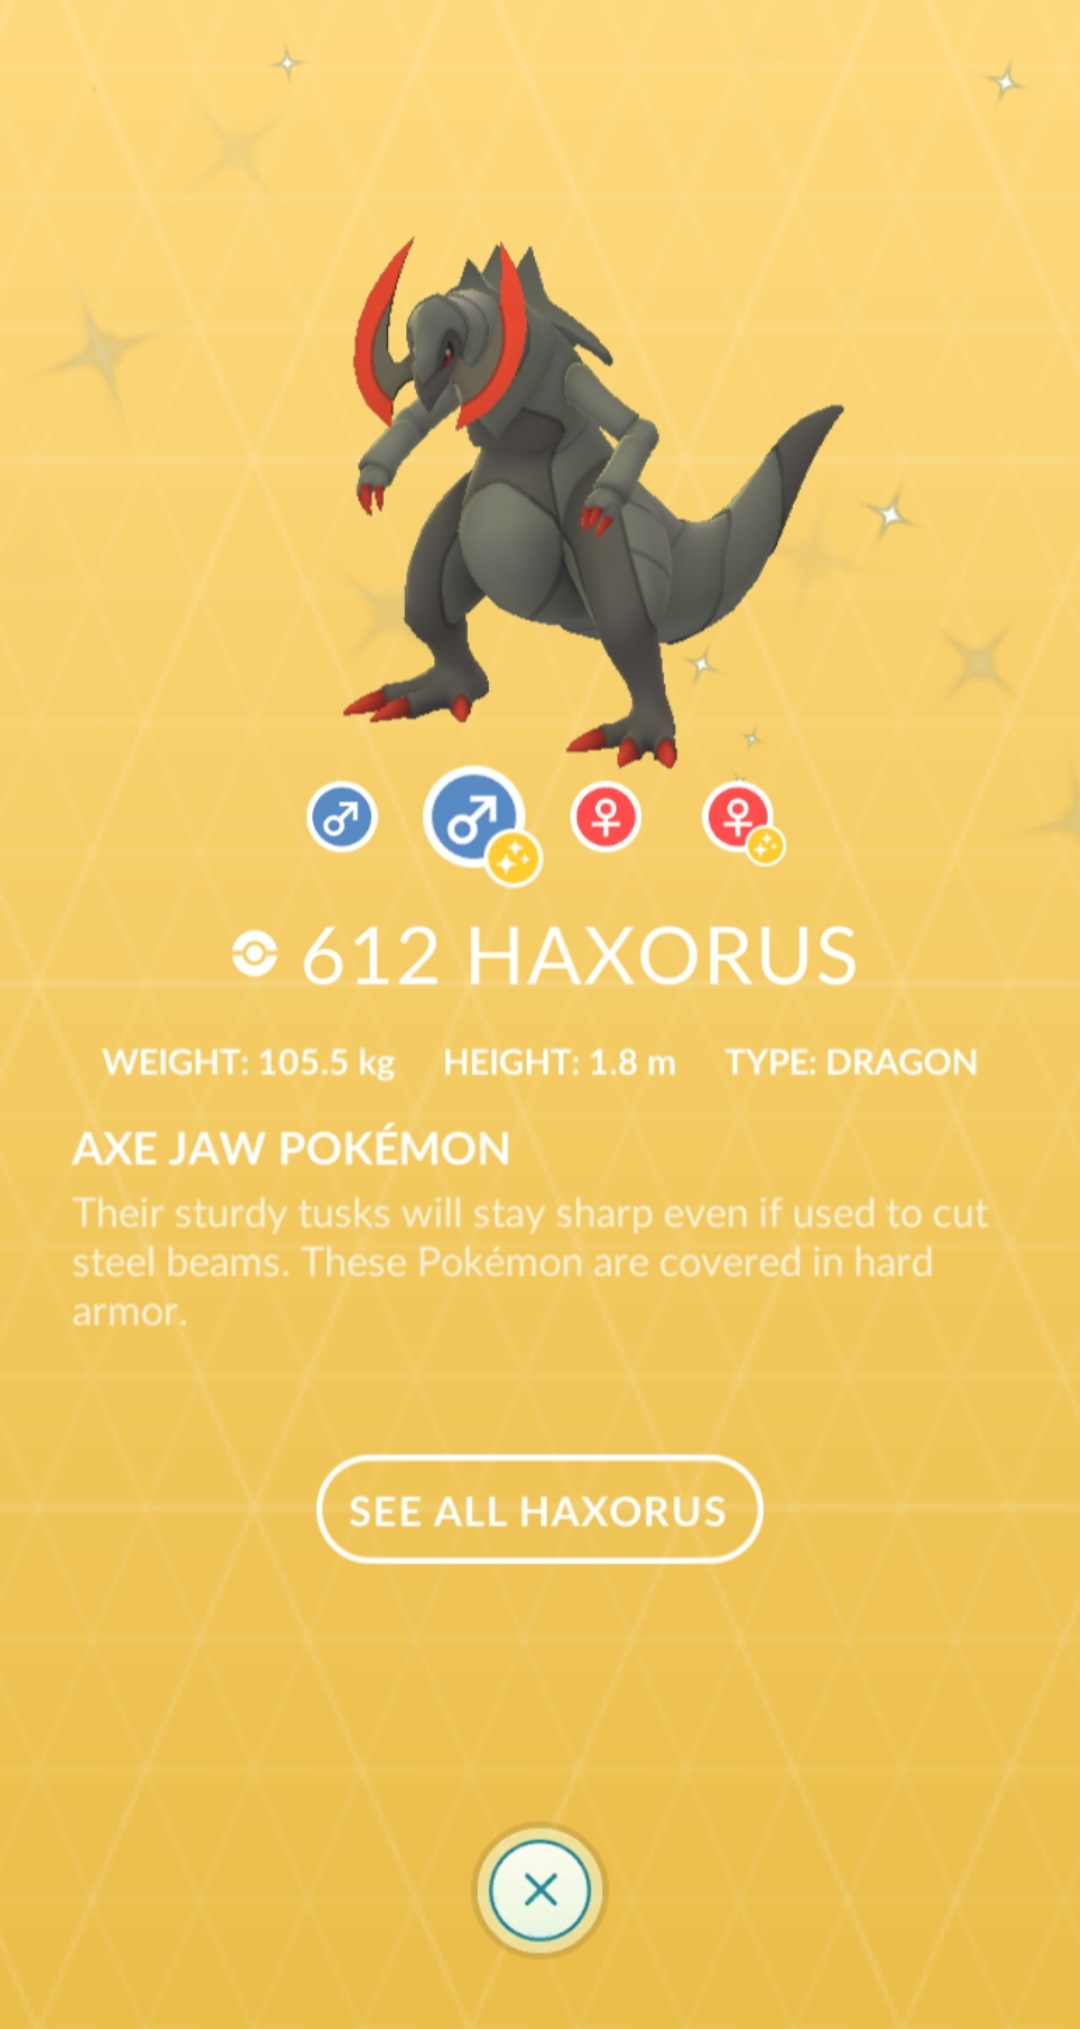 612 HAXORUS
WEIGHT: 105.5 kg HEIGHT: 1.8 m TYPE: DRAGON
AXE JAW POKÉMON
Their sturdy tusks will stay sharp even if used to cut
steel beams. These Pokémon are covered in hard
armor.
SEE ALL HAXORUS